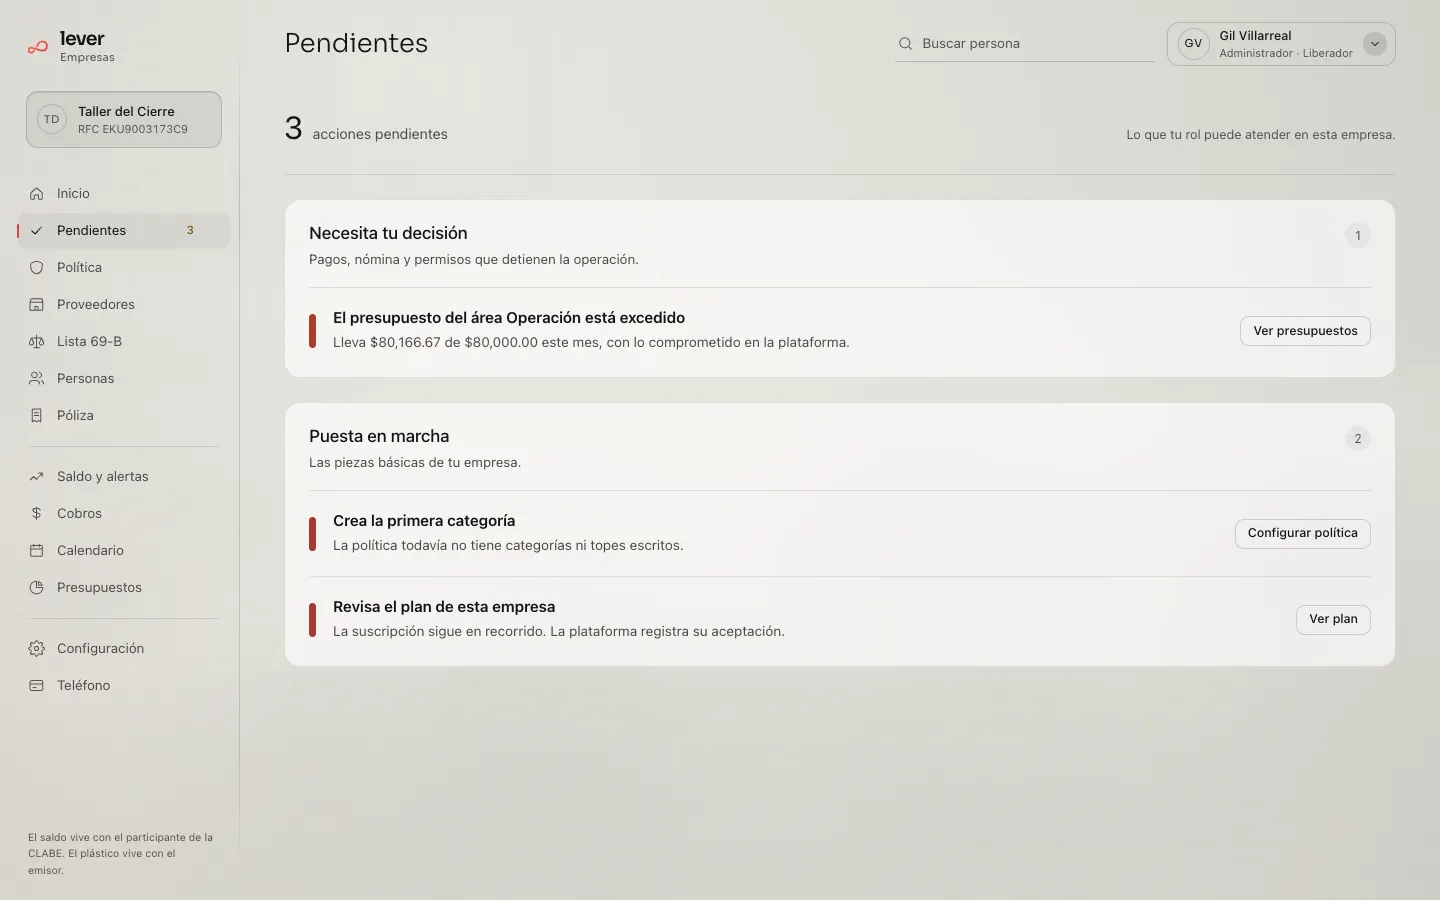 lever
Empresas
TD
Taller del Cierre
RFC EKU9003173C9
Inicio
Pendientes 3
Política
Proveedores
Lista 69-B
Personas
Póliza
Saldo y alertas
Cobros
Calendario
Presupuestos
Configuración
Teléfono
El saldo vive con el participante de la
CLABE. El plástico vive con el
emisor.
Pendientes
Buscar persona
GV
Gil Villarreal
Administrador · Liberador
3 acciones pendientes
Lo que tu rol puede atender en esta empresa.
Necesita tu decisión
1
Pagos, nómina y permisos que detienen la operación.
El presupuesto del área Operación está excedido
Lleva $80,166.67 de $80,000.00 este mes, con lo comprometido en la plataforma.
Ver presupuestos
Puesta en marcha
2
Las piezas básicas de tu empresa.
Crea la primera categoría
La política todavía no tiene categorías ni topes escritos.
Configurar política
Revisa el plan de esta empresa
La suscripción sigue en recorrido. La plataforma registra su aceptación.
Ver plan